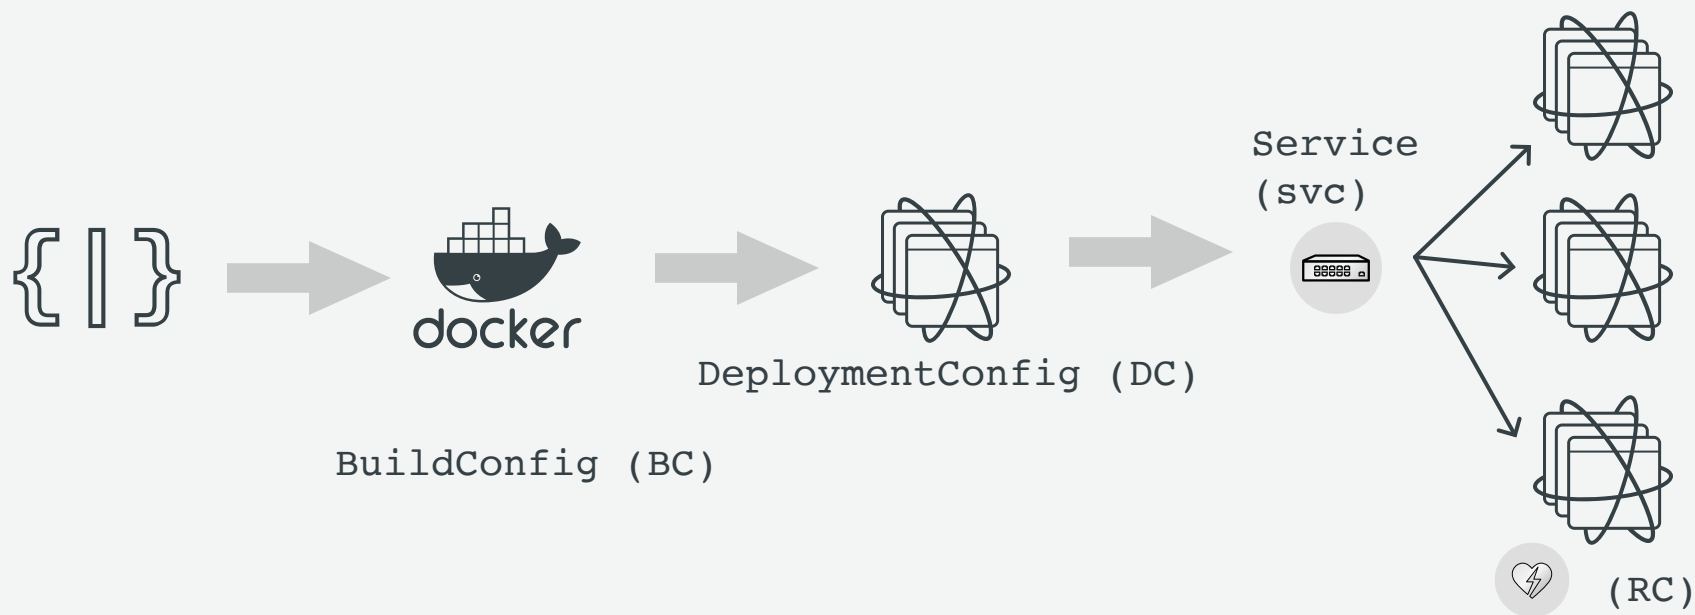 {|}
docker
BuildConfig (BC)
DeploymentConfig (DC)
Service
(svc)
(RC)